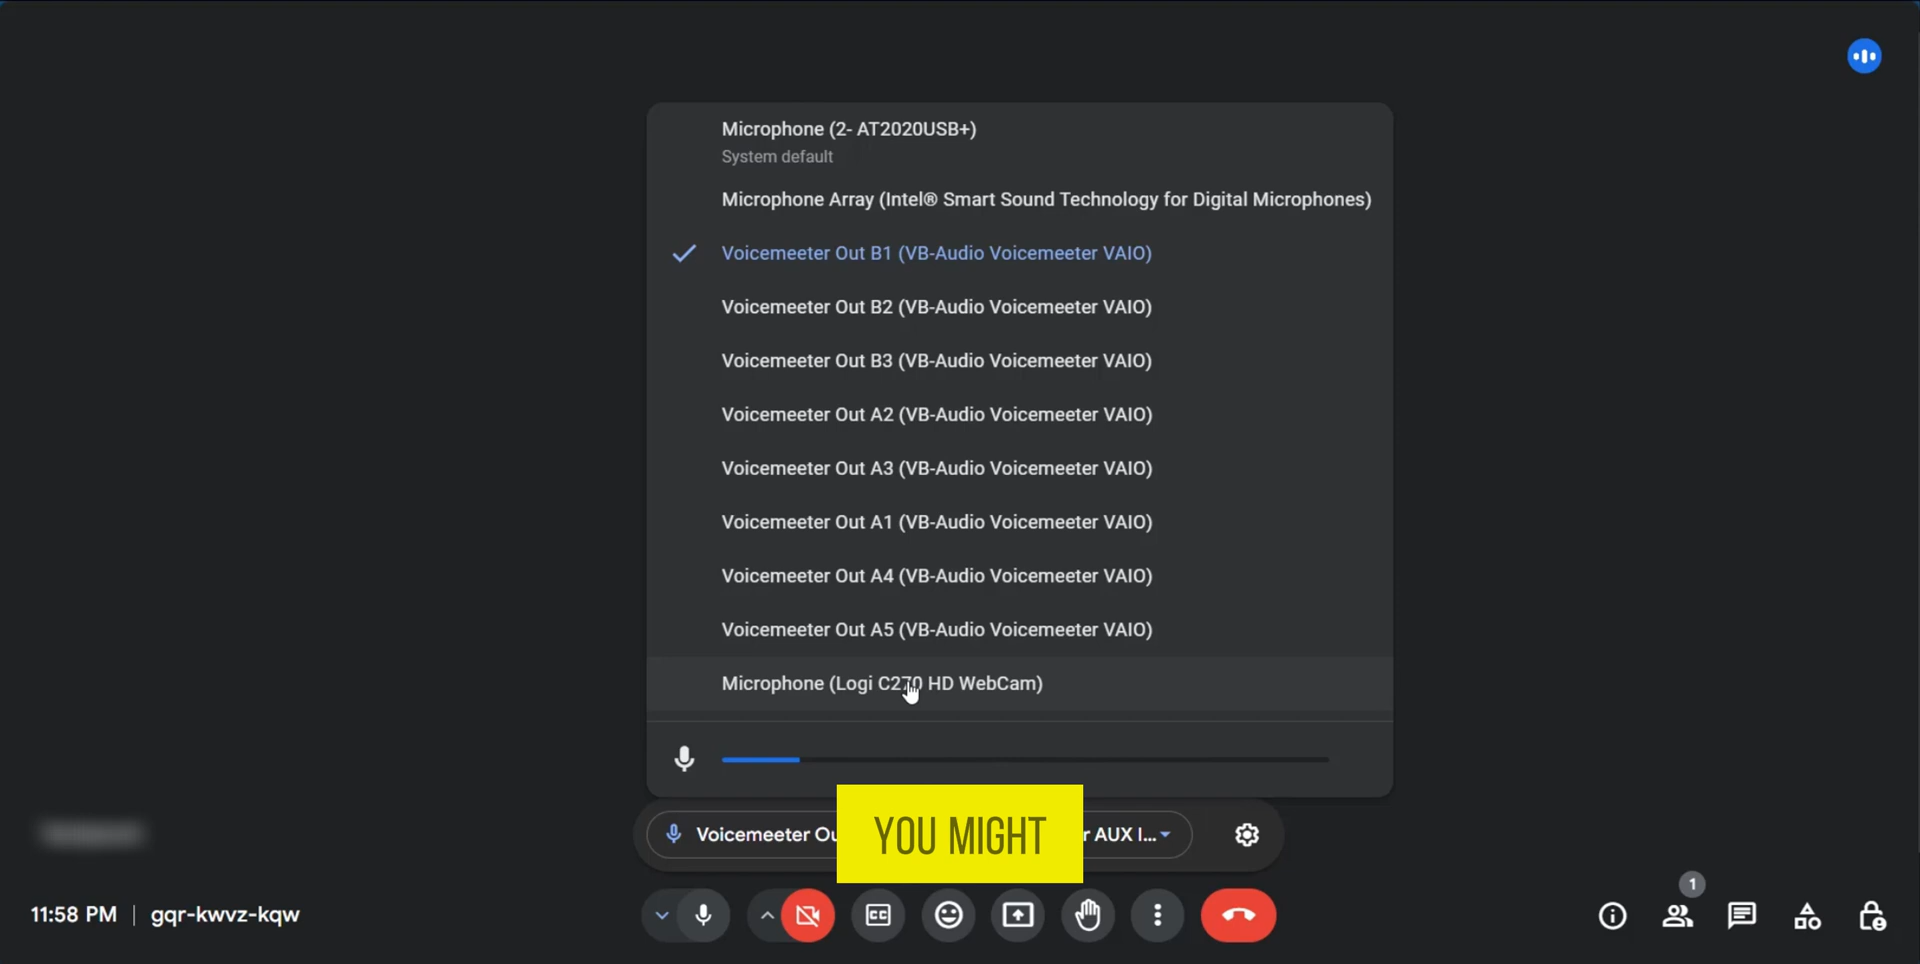 Microphone (2- AT2020USB+)
System default
Microphone Array (Intel® Smart Sound Technology for Digital Microphones)
Voicemeeter Out B1 (VB-Audio Voicemeeter VAIO)
Voicemeeter Out B2 (VB-Audio Voicemeeter VAIO)
Voicemeeter Out B3 (VB-Audio Voicemeeter VAIO)
Voicemeeter Out A2 (VB-Audio Voicemeeter VAIO)
Voicemeeter Out A3 (VB-Audio Voicemeeter VAIO)
Voicemeeter Out A1 (VB-Audio Voicemeeter VAIO)
Voicemeeter Out A4 (VB-Audio Voicemeeter VAIO)
Voicemeeter Out A5 (VB-Audio Voicemeeter VAIO)
Microphone (Logi C270 HD WebCam)
Voicemeeter Ou
YOU MIGHT
r AUX I...
1
11:58 PM | gqr-kwvz-kqw
CC